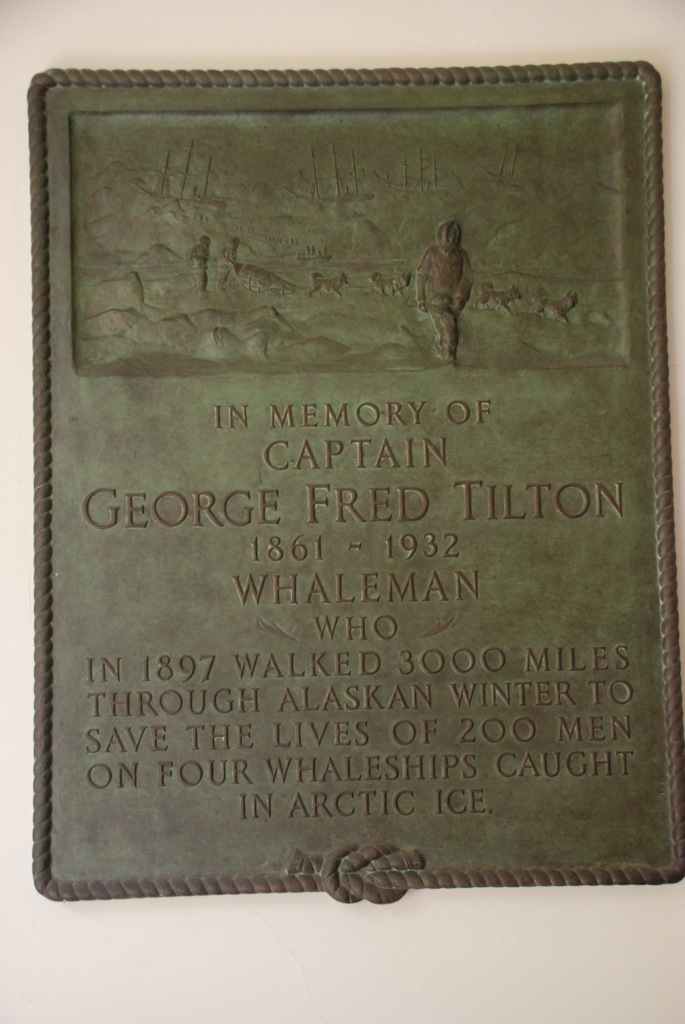 IN MEMORY OF
CAPTAIN
GEORGE FRED TILTON
1861 - 1932
WHALEMAN
WHO
IN 1897 WALKED 3000 MILES
THROUGH ALASKAN WINTER TO
SAVE THE LIVES OF 200 MEN
ON FOUR WHALESHIPS CAUGHT
IN ARCTIC ICE.